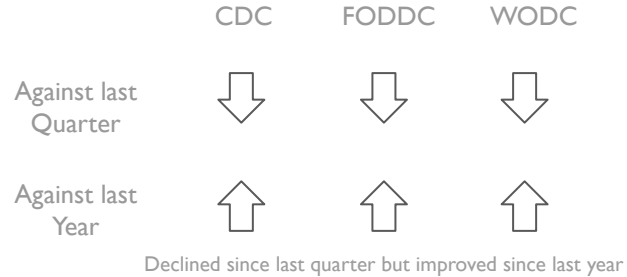 CDC FODDC WODC
Against last
Quarter
Against last
Year
Declined since last quarter but improved since last year